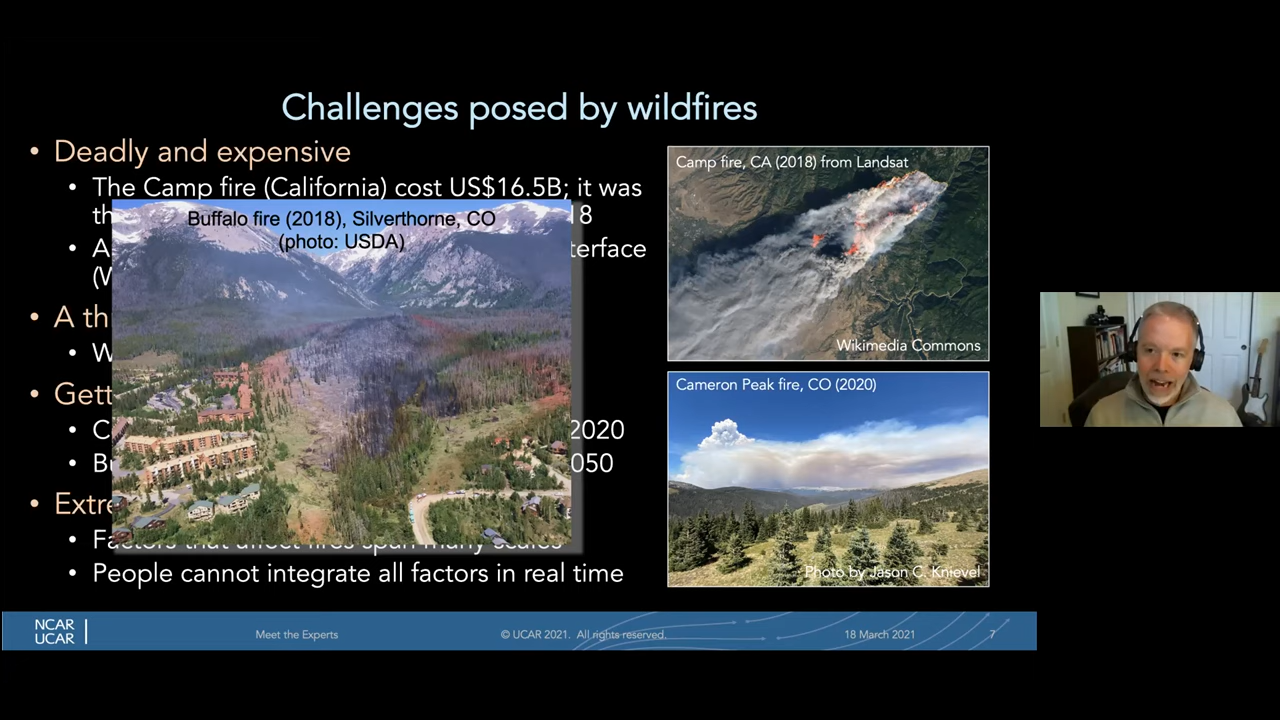 Challenges posed by wildfires
• Deadly and expensive
• The Camp fire (California) cost US$16.5B; it was
th 18
• A terface
(W
• A th
• W
• Gett
• C 2020
• Bu 050
• Extre
• Factors that affect fires span many scales
• People cannot integrate all factors in real time
Buffalo fire (2018), Silverthorne, CO
(photo: USDA)
Camp fire, CA (2018) from Landsat
Wikimedia Commons
Cameron Peak fire, CO (2020)
Photo by Jason C. Knievel
NCAR
UCAR
Meet the Experts
© UCAR 2021. All rights reserved.
18 March 2021
7